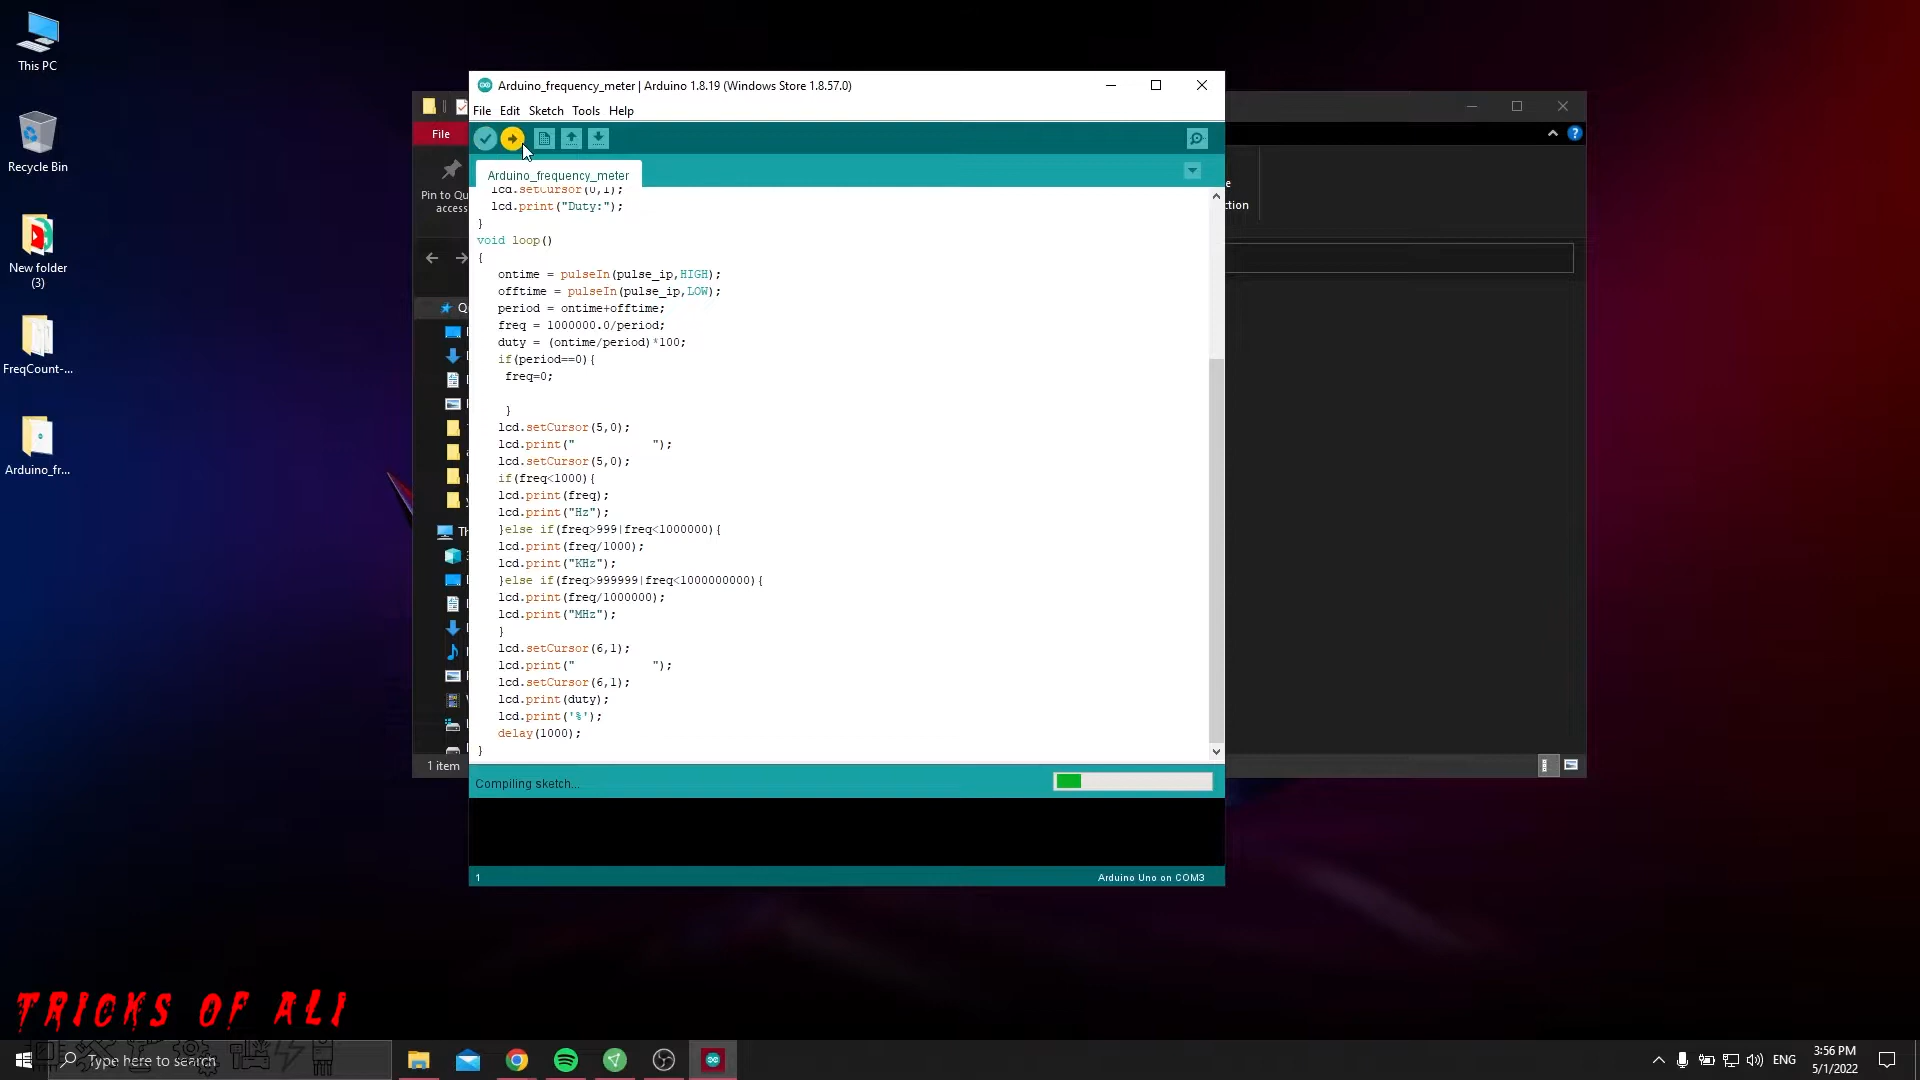 This PC
Recycle Bin
New folder
(3)
FreqCount-...
Arduino_fr...
Arduino_frequency_meter | Arduino 1.8.19 (Windows Store 1.8.57.0)
File Edit Sketch Tools Help
File
Pin to Qu
access
Arduino_frequency_meter
lcd.setCursor(0,1);
lcd.print("Duty:");
}
void loop()
{
ontime = pulseIn(pulse_ip,HIGH);
offtime = pulseIn(pulse_ip,LOW);
period = ontime+offtime;
freq = 1000000.0/period;
duty = (ontime/period)*100;
if(period==0){
freq=0;
}
lcd.setCursor(5,0);
lcd.print("           ");
lcd.setCursor(5,0);
if(freq<1000){
lcd.print(freq);
lcd.print("Hz");
}else if(freq>999|freq<1000000){
lcd.print(freq/1000);
lcd.print("KHz");
}else if(freq>999999|freq<1000000000){
lcd.print(freq/1000000);
lcd.print("MHz");
}
lcd.setCursor(6,1);
lcd.print("           ");
lcd.setCursor(6,1);
lcd.print(duty);
lcd.print('%');
delay(1000);
}
Compiling sketch...
1 Arduino Uno on COM3
1 item
TRICKS OF ALI
Type here to search
ENG
3:56 PM
5/1/2022